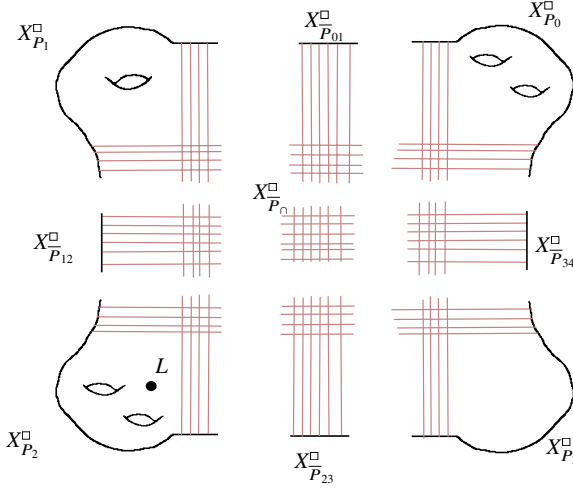 X^□_{P_1}
X^□_{\overline{P}_{01}}
X^□_{P_0}
X^□_{\overline{P}_∩}
X^□_{\overline{P}_{12}}
X^□_{\overline{P}_{34}}
L
X^□_{P_2}
X^□_{P}
X^□_{\overline{P}_{23}}